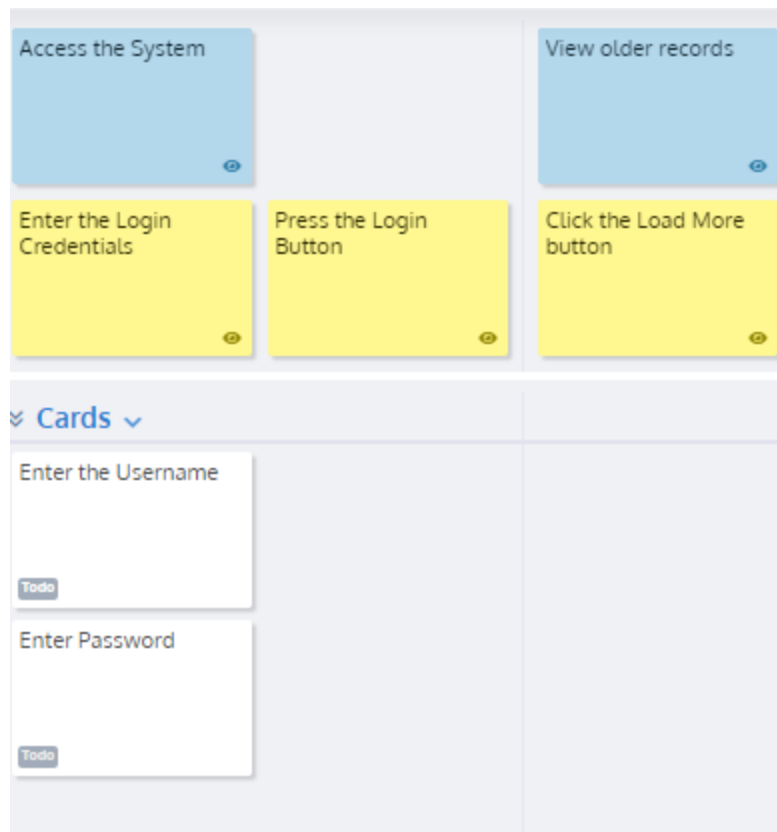 Access the System
View older records
Enter the Login
Credentials
Press the Login
Button
Click the Load More
button
Cards
Enter the Username
Todo
Enter Password
Todo